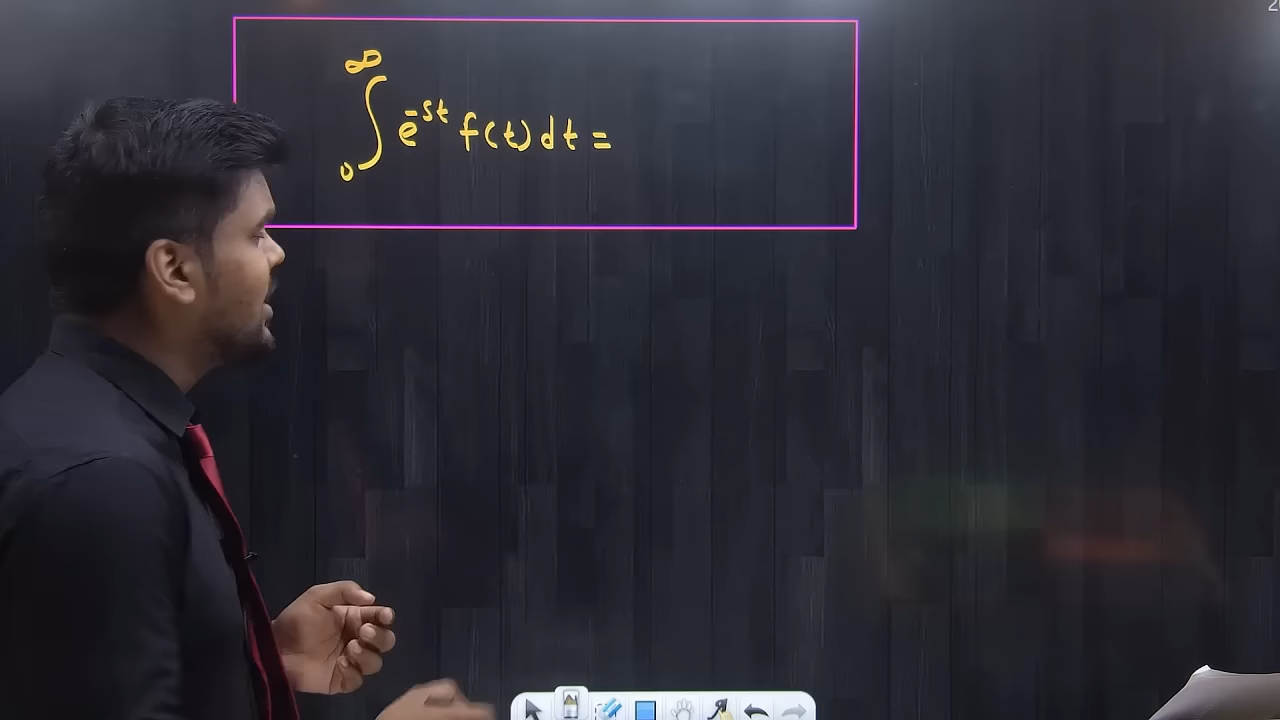 ∫₀^∞ e^{-st} f(t) dt =